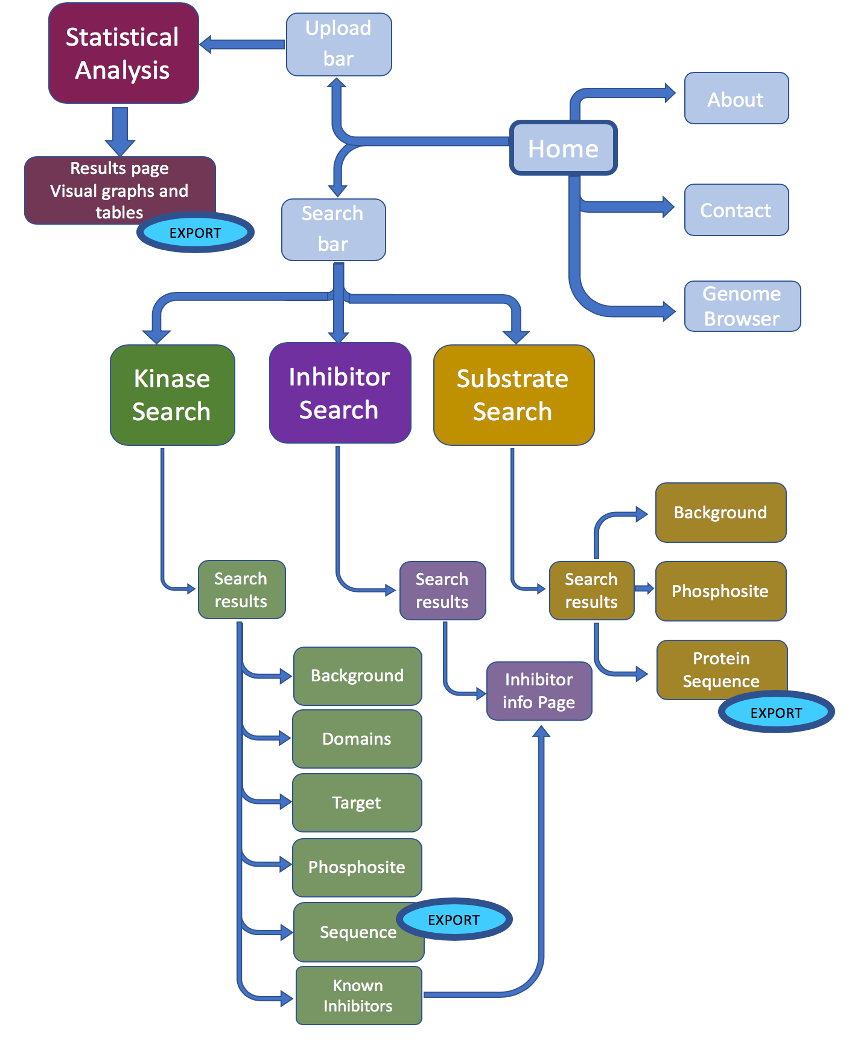 Statistical
Analysis
Upload
bar
About
Home
Results page
Visual graphs and
tables
EXPORT
Search
bar
Contact
Genome
Browser
Kinase
Search
Inhibitor
Search
Substrate
Search
Background
Search
results
Search
results
Search
results
Phosphosite
Protein
Sequence
EXPORT
Inhibitor
info Page
Background
Domains
Target
Phosphosite
Sequence
EXPORT
Known
Inhibitors